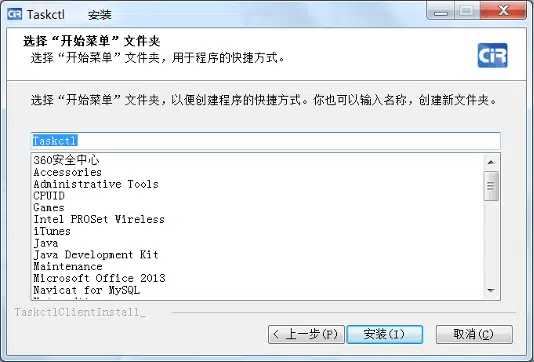 CiR Taskctl 安装
选择“开始菜单”文件夹
选择“开始菜单”文件夹，用于程序的快捷方式。
CiR
选择“开始菜单”文件夹，以便创建程序的快捷方式。你也可以输入名称，创建新文件夹。
Taskctl
360安全中心
Accessories
Administrative Tools
CPUID
Games
Intel PROSet Wireless
iTunes
Java
Java Development Kit
Maintenance
Microsoft Office 2013
Navicat for MySQL
TaskctlClientInstall_
< 上一步(P)
安装(I)
取消(C)